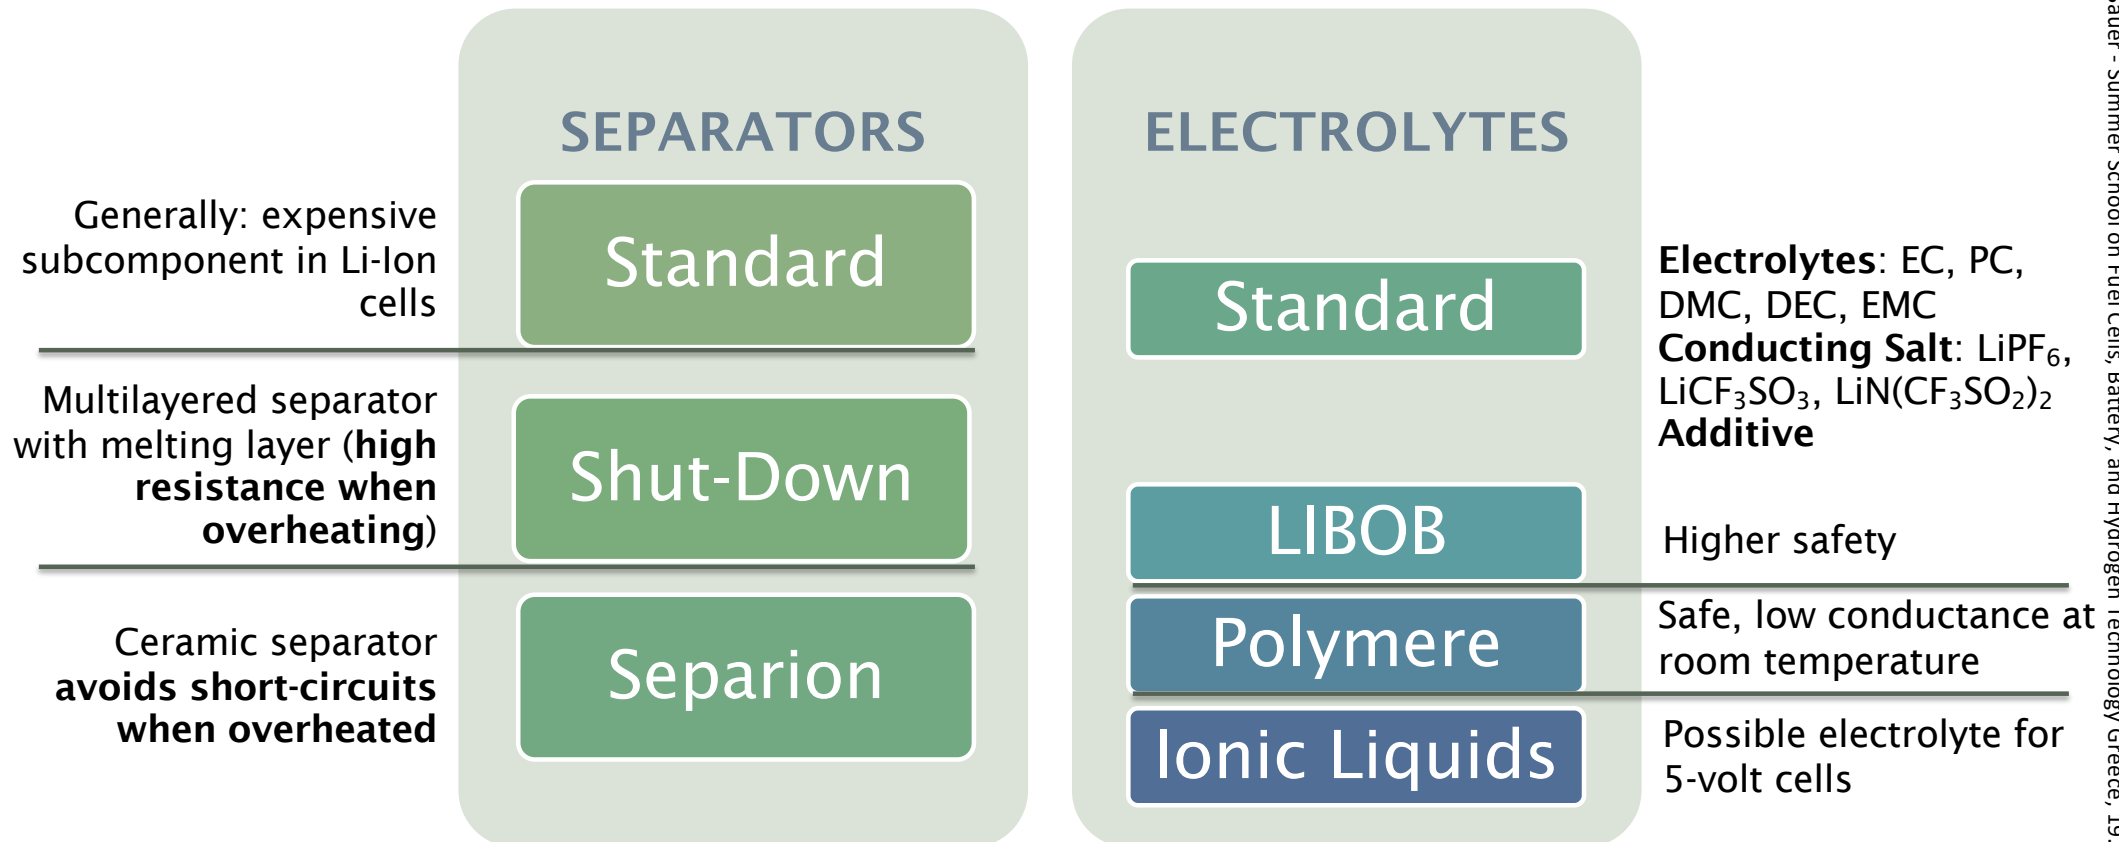 SEPARATORS
Generally: expensive
subcomponent in Li-Ion
cells
Standard
Multilayered separator
with melting layer (high
resistance when
overheating)
Shut-Down
Ceramic separator
avoids short-circuits
when overheated
Separion
ELECTROLYTES
Standard
Electrolytes: EC, PC,
DMC, DEC, EMC
Conducting Salt: LiPF₆,
LiCF₃SO₃, LiN(CF₃SO₂)₂
Additive
LIBOB
Higher safety
Polymere
Safe, low conductance at
room temperature
Ionic Liquids
Possible electrolyte for
5-volt cells
- Summer School on Fuel Cells, Battery, and Hydrogen Technology Greece, 19.